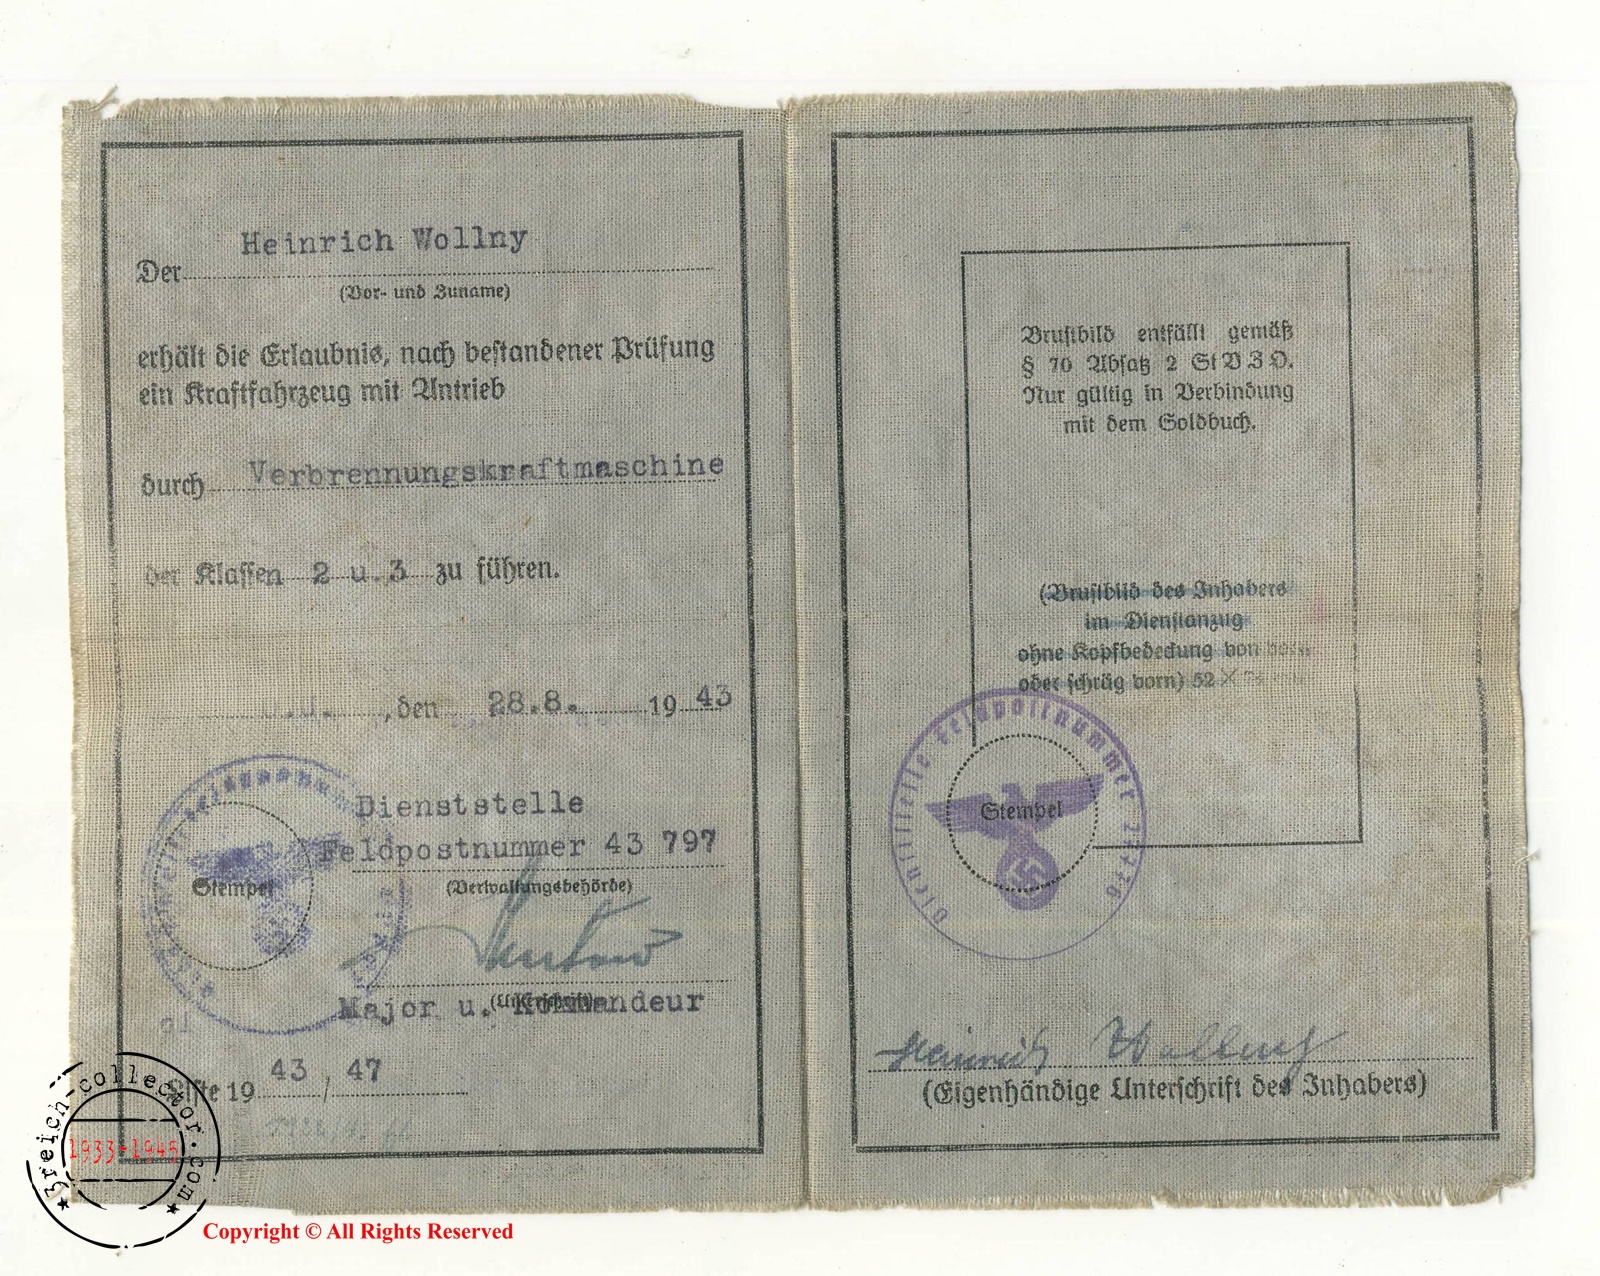 Heinrich Wollny
Der
(Vor- und Zuname)
erhält die Erlaubnis, nach bestandener Prüfung
ein Kraftfahrzeug mit Antrieb
durch Verbrennungskraftmaschine
der Klassen 2 u. 3 zu führen.
, den 28.8. 19 43
Dienststelle
Feldpostnummer 43 797
Stempel
(Verwaltungsbehörde)
(Unterschrift)
Major u. Kommandeur
Liste 19 43 / 47
Brustbild entfällt gemäß
§ 70 Absatz 2 StVZO.
Nur gültig in Verbindung
mit dem Soldbuch.
(Brustbild des Inhabers
im Dienstanzug
ohne Kopfbedeckung von vorn
oder schräg vorn) 52 X
Dienststelle Feldpostnummer
Stempel
Heinrich Wollny
(Eigenhändige Unterschrift des Inhabers)
3reich-collector.com
1933-1945
Copyright © All Rights Reserved